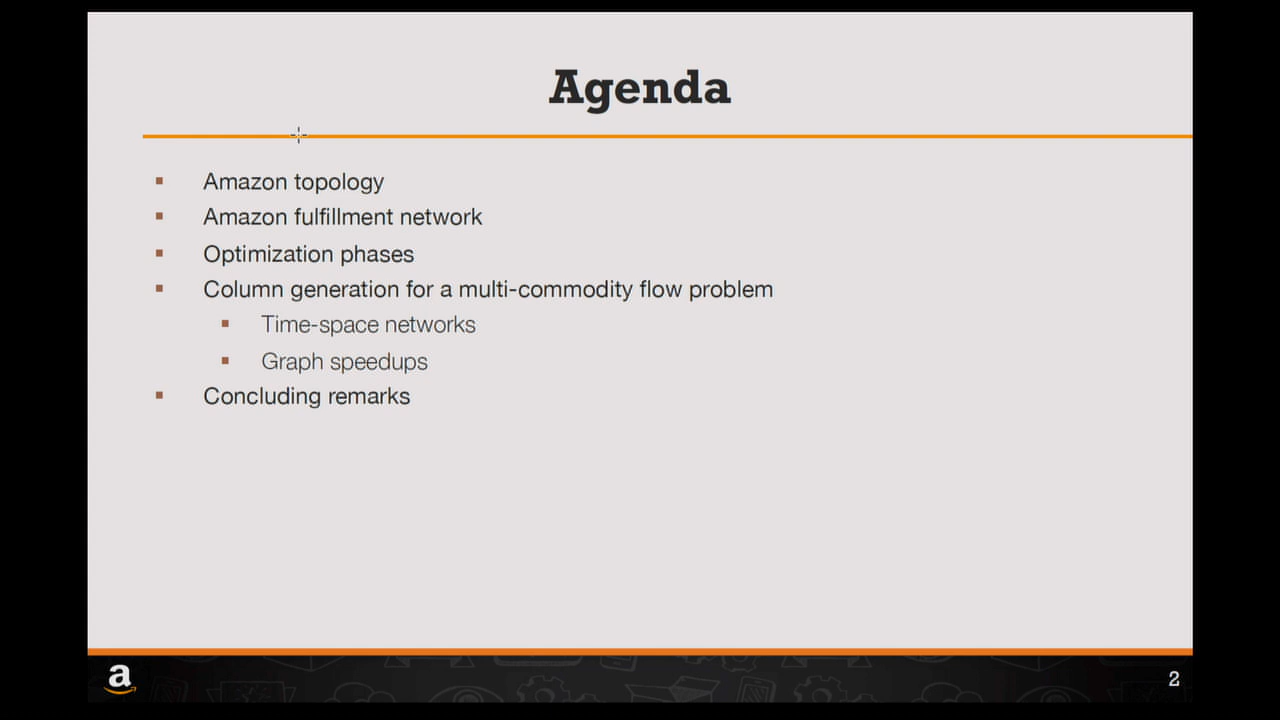 Agenda
Amazon topology
Amazon fulfillment network
Optimization phases
Column generation for a multi-commodity flow problem
Time-space networks
Graph speedups
Concluding remarks
a
2